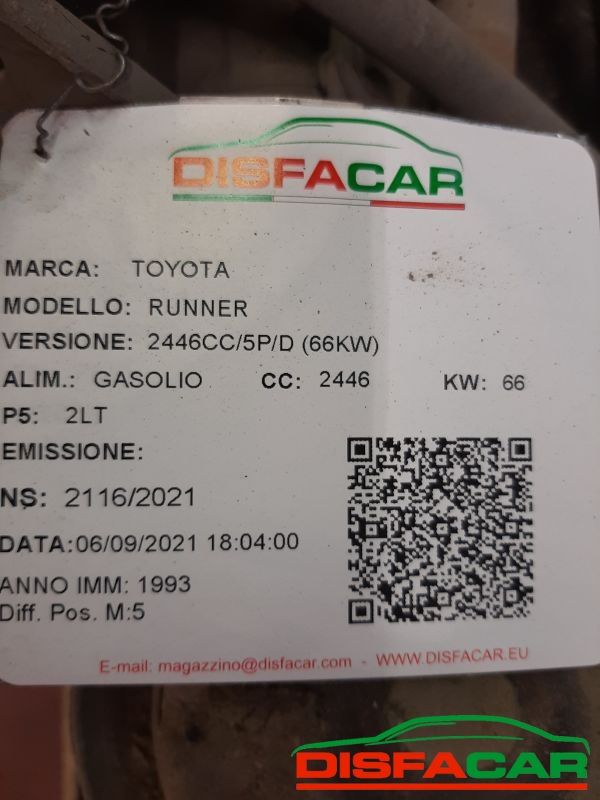 DISFACAR
MARCA: TOYOTA
MODELLO: RUNNER
VERSIONE: 2446CC/5P/D (66KW)
ALIM.: GASOLIO CC: 2446 KW: 66
P5: 2LT
EMISSIONE:
NS: 2116/2021
DATA:06/09/2021 18:04:00
ANNO IMM: 1993
Diff. Pos. M:5
E-mail: magazzino@disfacar.com - WWW.DISFACAR.EU
DISFACAR